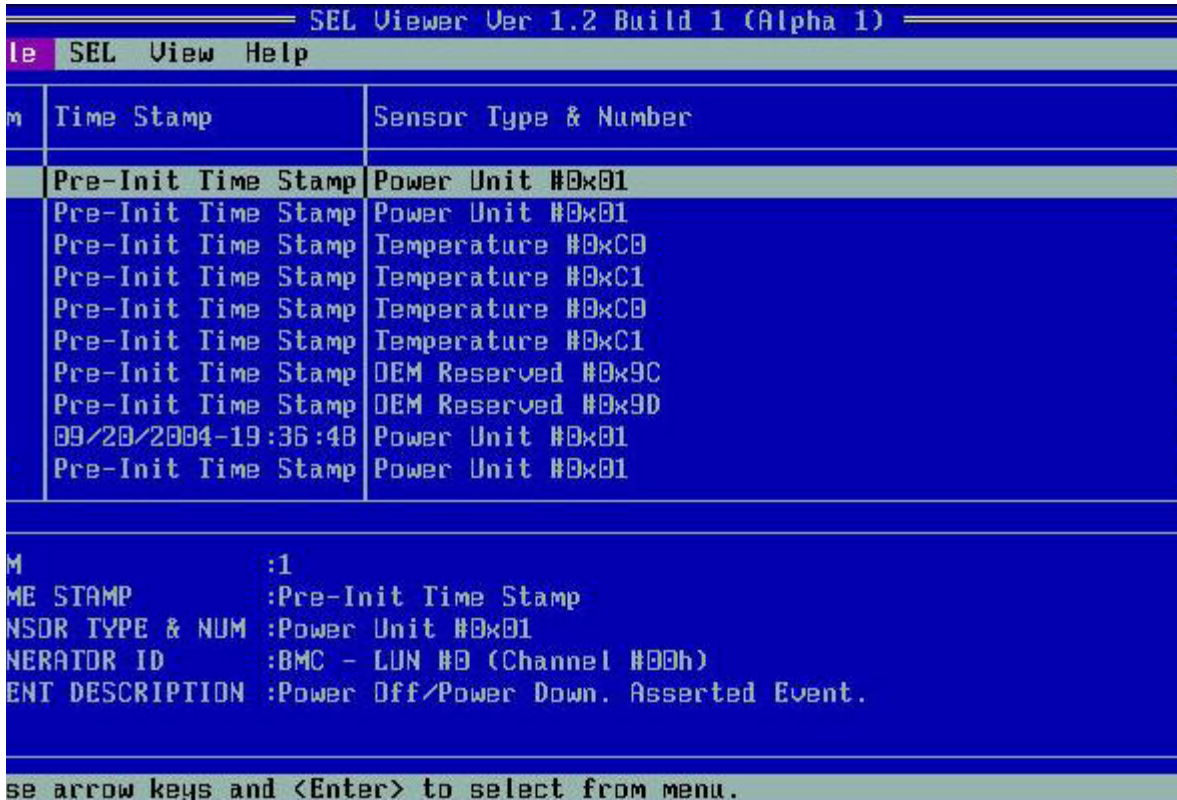 SEL Viewer Ver 1.2 Build 1 (Alpha 1)
le SEL View Help
M Time Stamp Sensor Type & Number
Pre-Init Time Stamp Power Unit #0x01
Pre-Init Time Stamp Power Unit #0x01
Pre-Init Time Stamp Temperature #0xC0
Pre-Init Time Stamp Temperature #0xC1
Pre-Init Time Stamp Temperature #0xC0
Pre-Init Time Stamp Temperature #0xC1
Pre-Init Time Stamp OEM Reserved #0x9C
Pre-Init Time Stamp OEM Reserved #0x9D
09/20/2004-19:36:48 Power Unit #0x01
Pre-Init Time Stamp Power Unit #0x01
M :1
ME STAMP :Pre-Init Time Stamp
NSOR TYPE & NUM :Power Unit #0x01
NERATOR ID :BMC - LUN #0 (Channel #00h)
ENT DESCRIPTION :Power Off/Power Down. Asserted Event.
se arrow keys and <Enter> to select from menu.